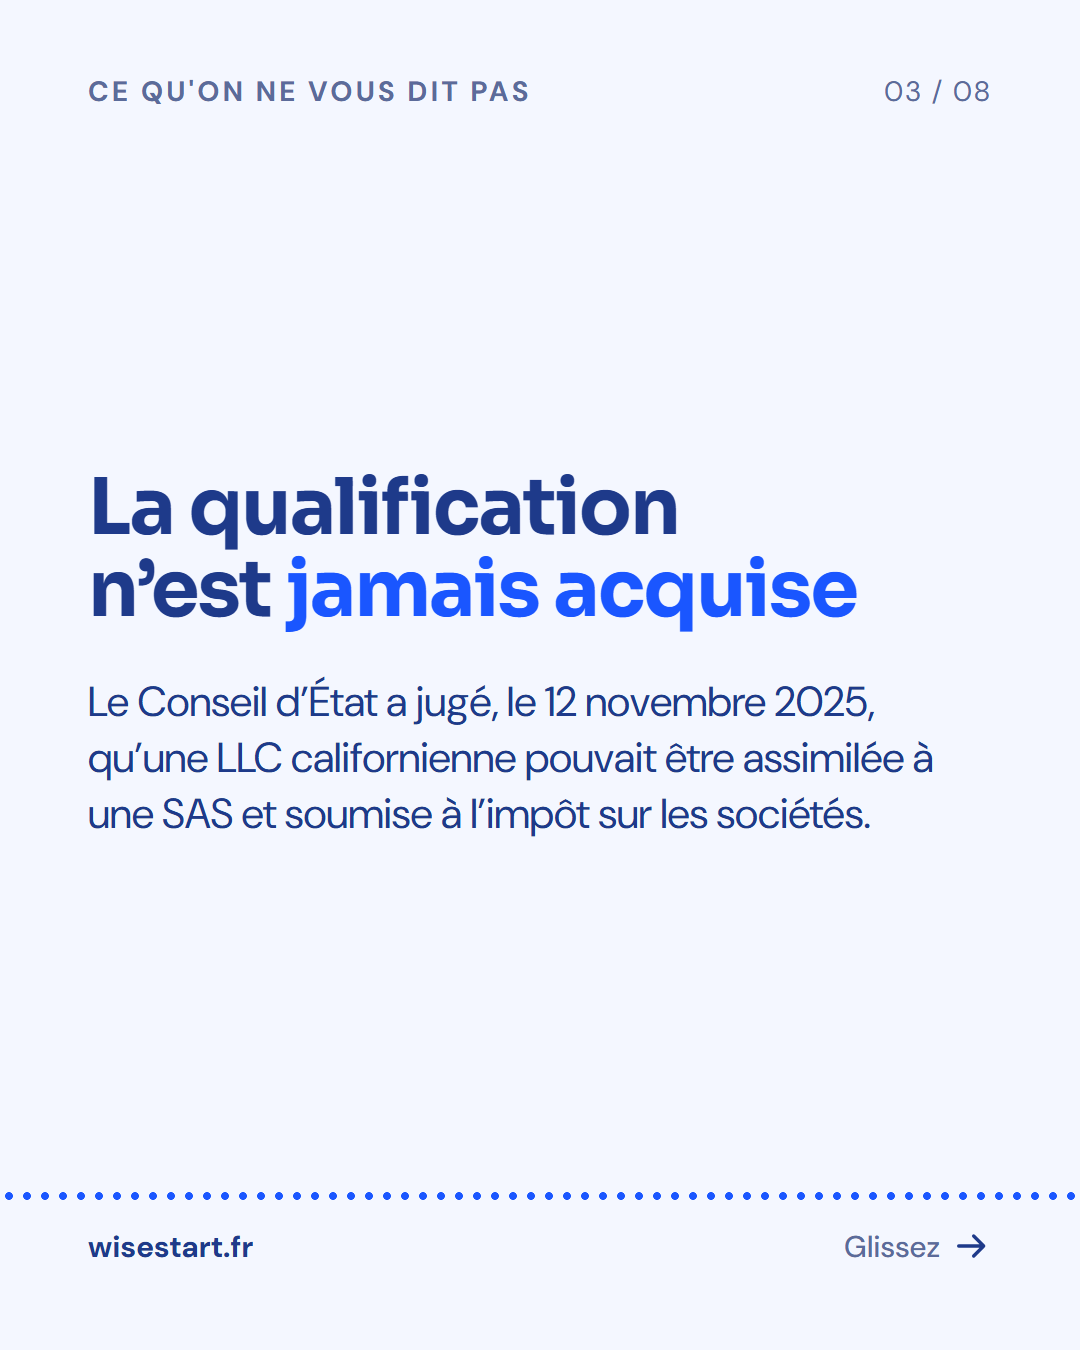 CE QU'ON NE VOUS DIT PAS
03 / 08
La qualification
n’est jamais acquise
Le Conseil d’État a jugé, le 12 novembre 2025,
qu’une LLC californienne pouvait être assimilée à
une SAS et soumise à l’impôt sur les sociétés.
wisestart.fr
Glissez →